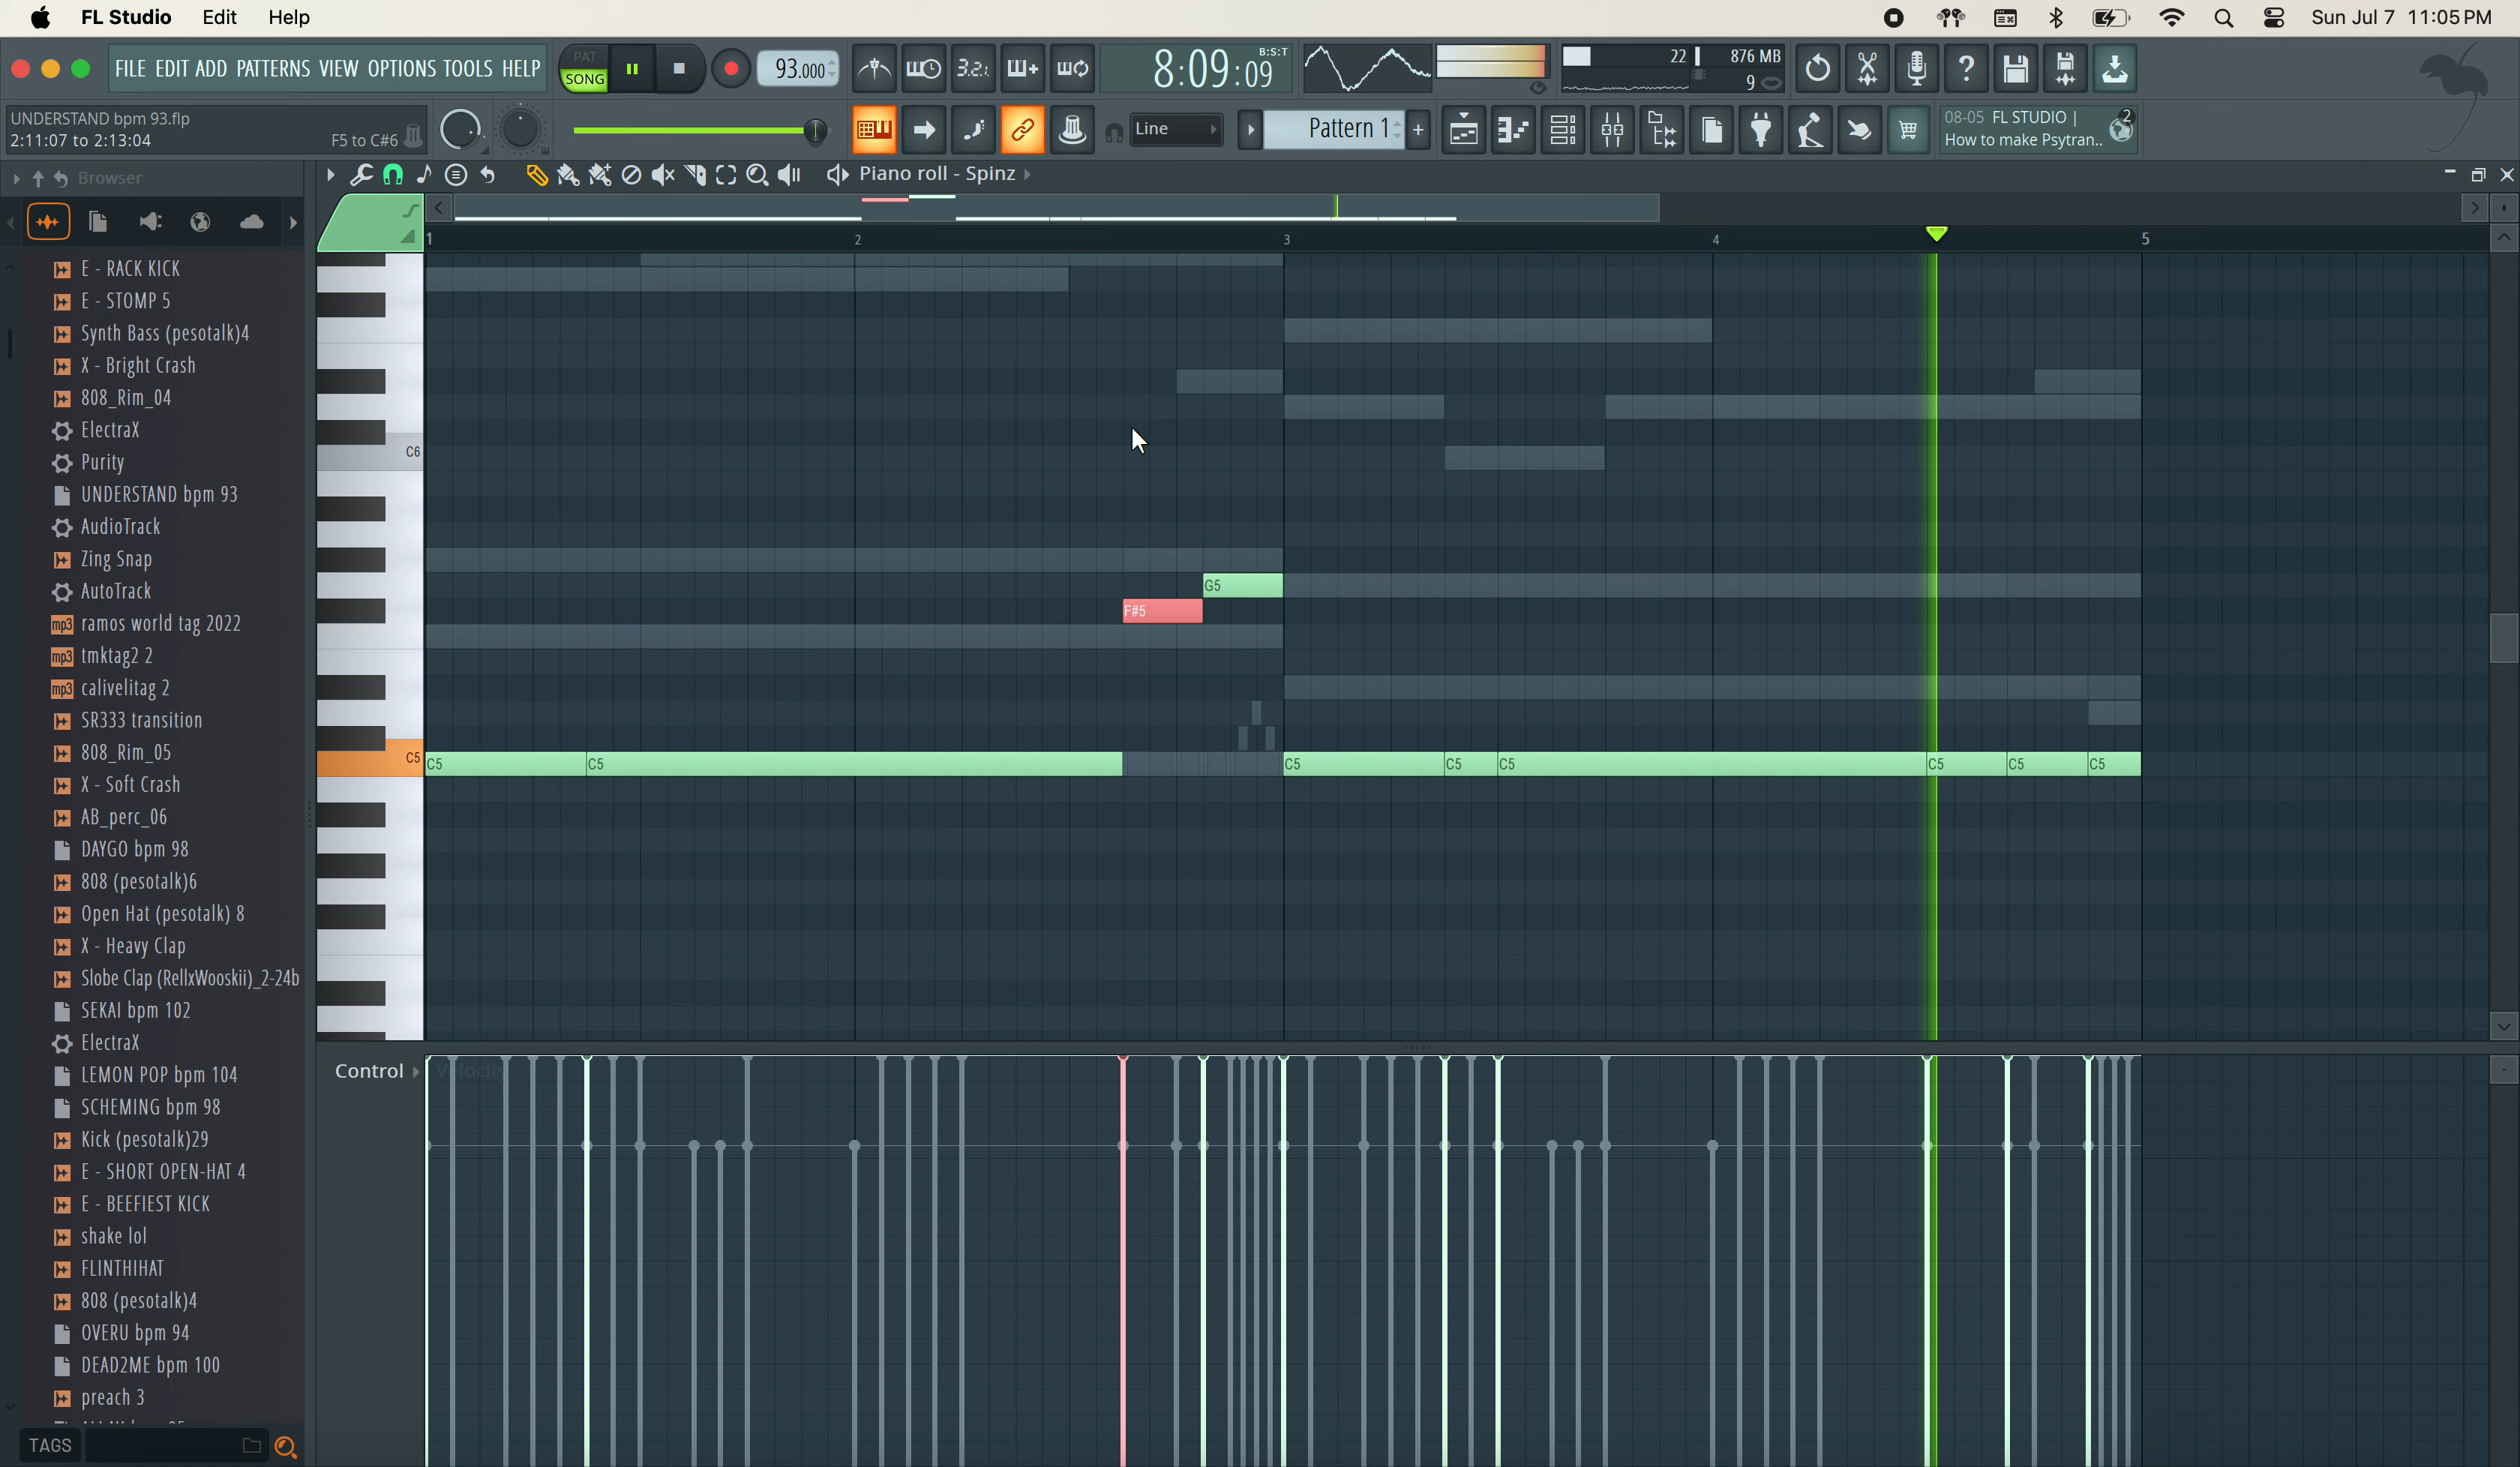 FL Studio Edit Help Sun Jul 7 11:05 PM
FILE EDIT ADD PATTERNS VIEW OPTIONS TOOLS HELP
PAT
SONG
93.000
3.2.1
8:09:09
B:S:T
22
876 MB
9
UNDERSTAND bpm 93.flp
2:11:07 to 2:13:04 F5 to C#6
Line
Pattern 1
08-05 FL STUDIO |
How to make Psytran..
2
Browser
Piano roll - Spinz
1 2 3 4 5
E - RACK KICK
E - STOMP 5
Synth Bass (pesotalk)4
X - Bright Crash
808_Rim_04
ElectraX
Purity
UNDERSTAND bpm 93
AudioTrack
Zing Snap
AutoTrack
mp3 ramos world tag 2022
mp3 tmktag2 2
mp3 calivelitag 2
SR333 transition
808_Rim_05
X - Soft Crash
AB_perc_06
DAYGO bpm 98
808 (pesotalk)6
Open Hat (pesotalk) 8
X - Heavy Clap
Slobe Clap (RellxWooskii)_2-24b
SEKAI bpm 102
ElectraX
LEMON POP bpm 104
SCHEMING bpm 98
Kick (pesotalk)29
E - SHORT OPEN-HAT 4
E - BEEFIEST KICK
shake lol
FLINTHIHAT
808 (pesotalk)4
OVERU bpm 94
DEAD2ME bpm 100
preach 3
TAGS
C6
G5
F#5
C5 C5 C5 C5 C5 C5 C5 C5 C5
Control Velocity